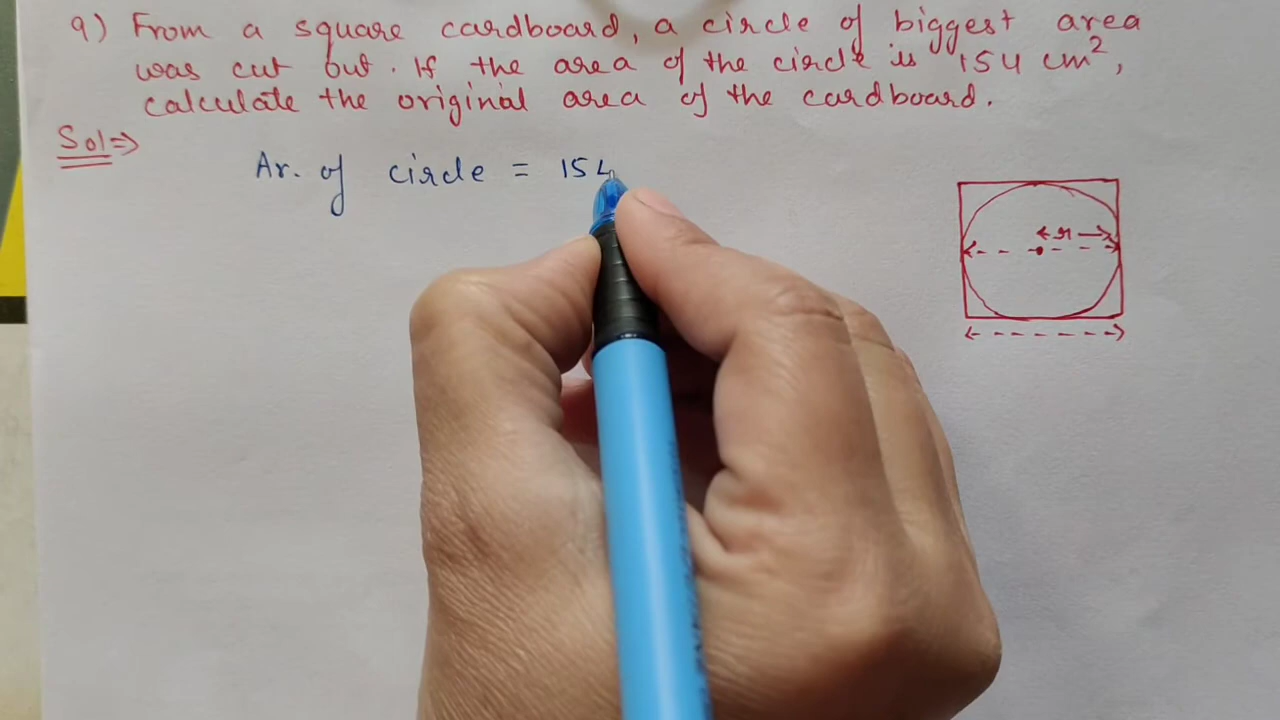 9) From a square cardboard, a circle of biggest area
was cut out. If the area of the circle is 154 cm²,
calculate the original area of the cardboard.
Sol⇒
Ar. of circle = 154
r